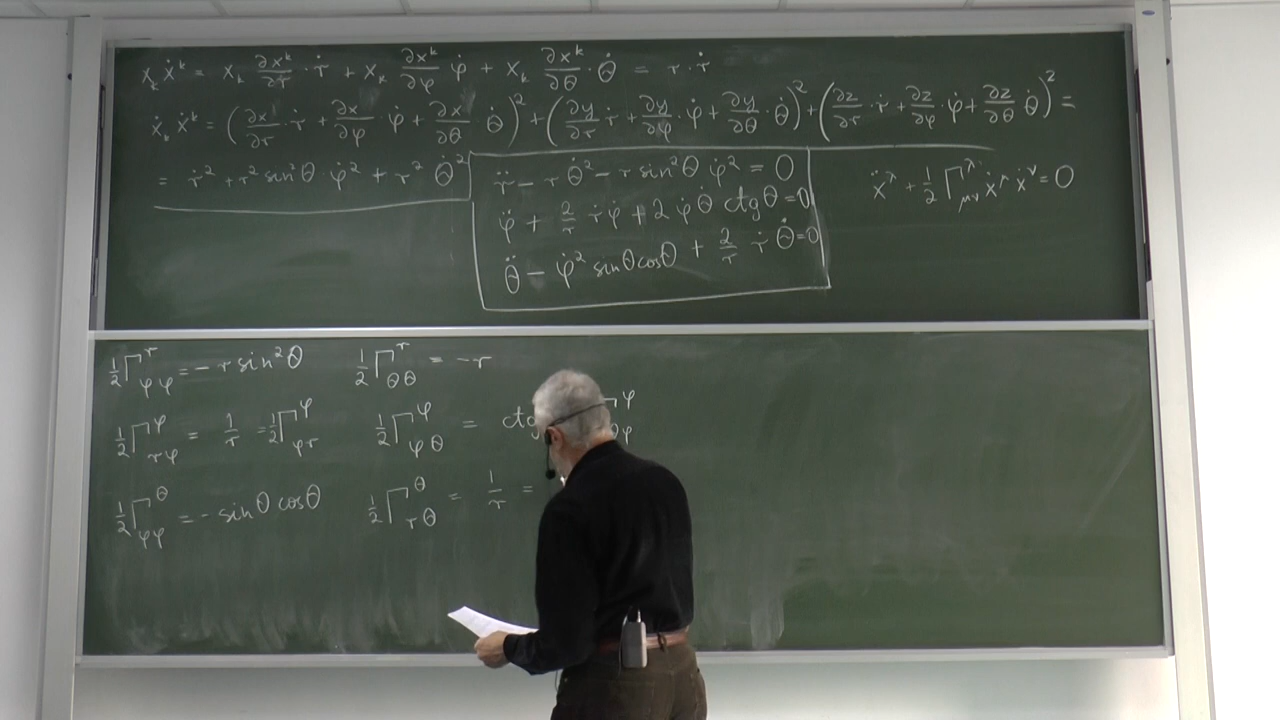 x_k ẋ^k = x_k ∂x^k/∂r · ṙ + x_k ∂x^k/∂φ φ̇ + x_k ∂x^k/∂θ · θ̇ = r · ṙ
ẋ_k ẋ^k = (∂x/∂r · ṙ + ∂x/∂φ · φ̇ + ∂x/∂θ · θ̇)² + (∂y/∂r · ṙ + ∂y/∂φ · φ̇ + ∂y/∂θ · θ̇)² + (∂z/∂r · ṙ + ∂z/∂φ · φ̇ + ∂z/∂θ θ̇)² =
= ṙ² + r² sin²θ · φ̇² + r² θ̇²
r̈ - r θ̇² - r sin²θ φ̇² = 0
φ̈ + 2/r ṙφ̇ + 2 φ̇ θ̇ ctg θ = 0
θ̈ - φ̇² sinθ cosθ + 2/r ṙ θ̇ = 0
ẍ^λ + 1/2 Γ^λ_μν ẋ^μ ẋ^ν = 0
1/2 Γ^r_φφ = - r sin²θ 1/2 Γ^r_θθ = - r
1/2 Γ^φ_rφ = 1/r = 1/2 Γ^φ_φr 1/2 Γ^φ_φθ = ctg
1/2 Γ^θ_φφ = - sinθ cosθ 1/2 Γ^θ_rθ = 1/r =